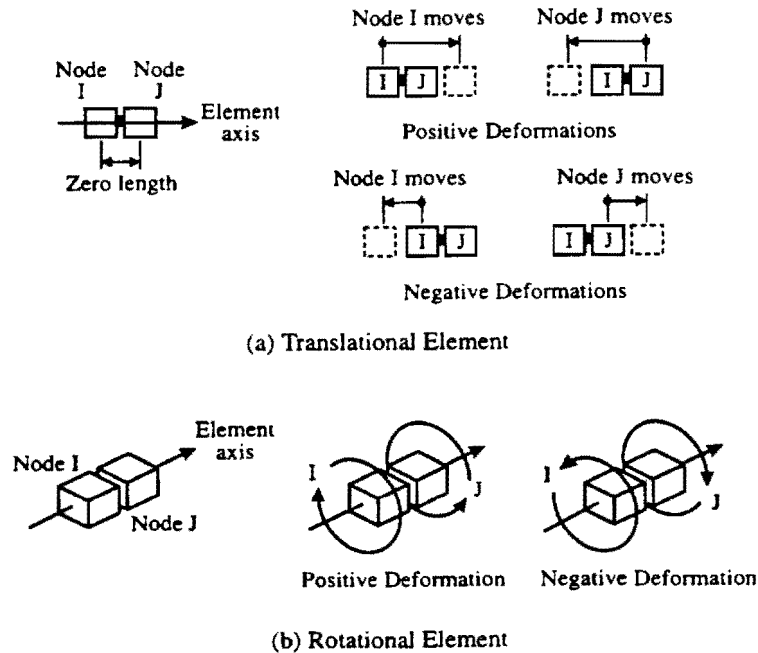 Node I moves
Node J moves
Node I
Node J
I J
I J
Element axis
Zero length
Positive Deformations
Node I moves
Node J moves
I J
I J
Negative Deformations
(a) Translational Element
Element axis
Node I
Node J
I
J
I
J
Positive Deformation
Negative Deformation
(b) Rotational Element